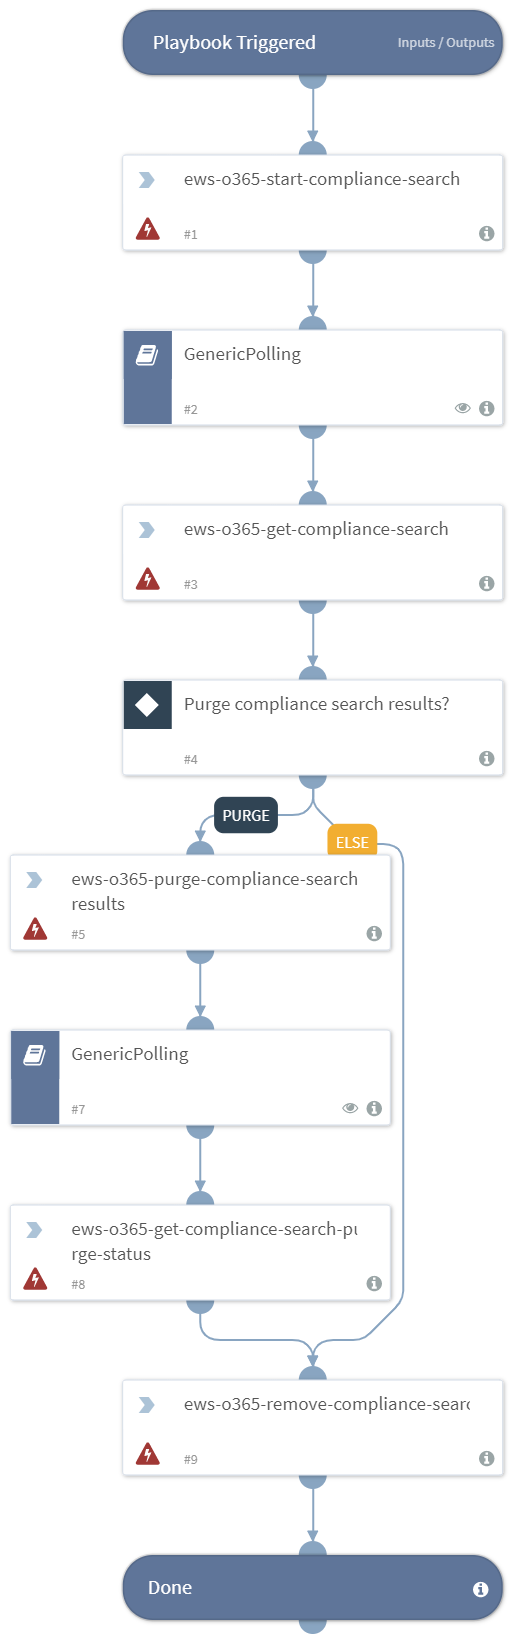 Playbook Triggered
Inputs / Outputs
ews-o365-start-compliance-search
#1
GenericPolling
#2
ews-o365-get-compliance-search
#3
Purge compliance search results?
#4
PURGE
ELSE
ews-o365-purge-compliance-search
results
#5
GenericPolling
#7
ews-o365-get-compliance-search-pu
rge-status
#8
ews-o365-remove-compliance-searc
#9
Done